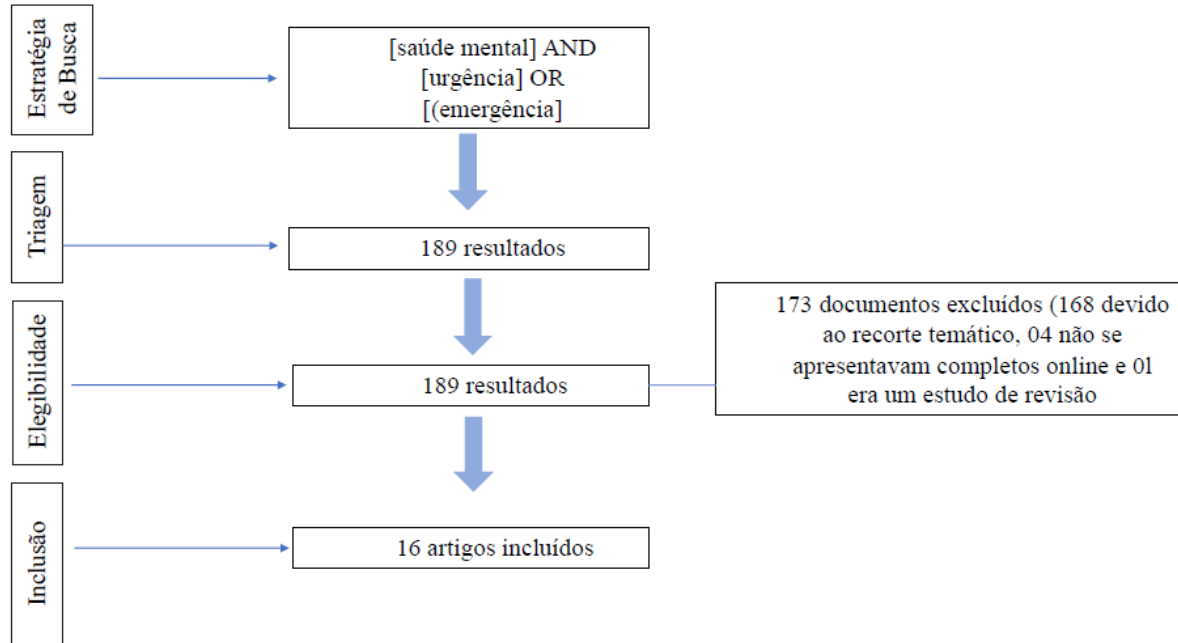 Estratégia
de Busca
[saúde mental] AND
[urgência] OR
[(emergência]
Triagem
189 resultados
Elegibilidade
189 resultados
173 documentos excluídos (168 devido
ao recorte temático, 04 não se
apresentavam completos online e 0l
era um estudo de revisão
Inclusão
16 artigos incluídos